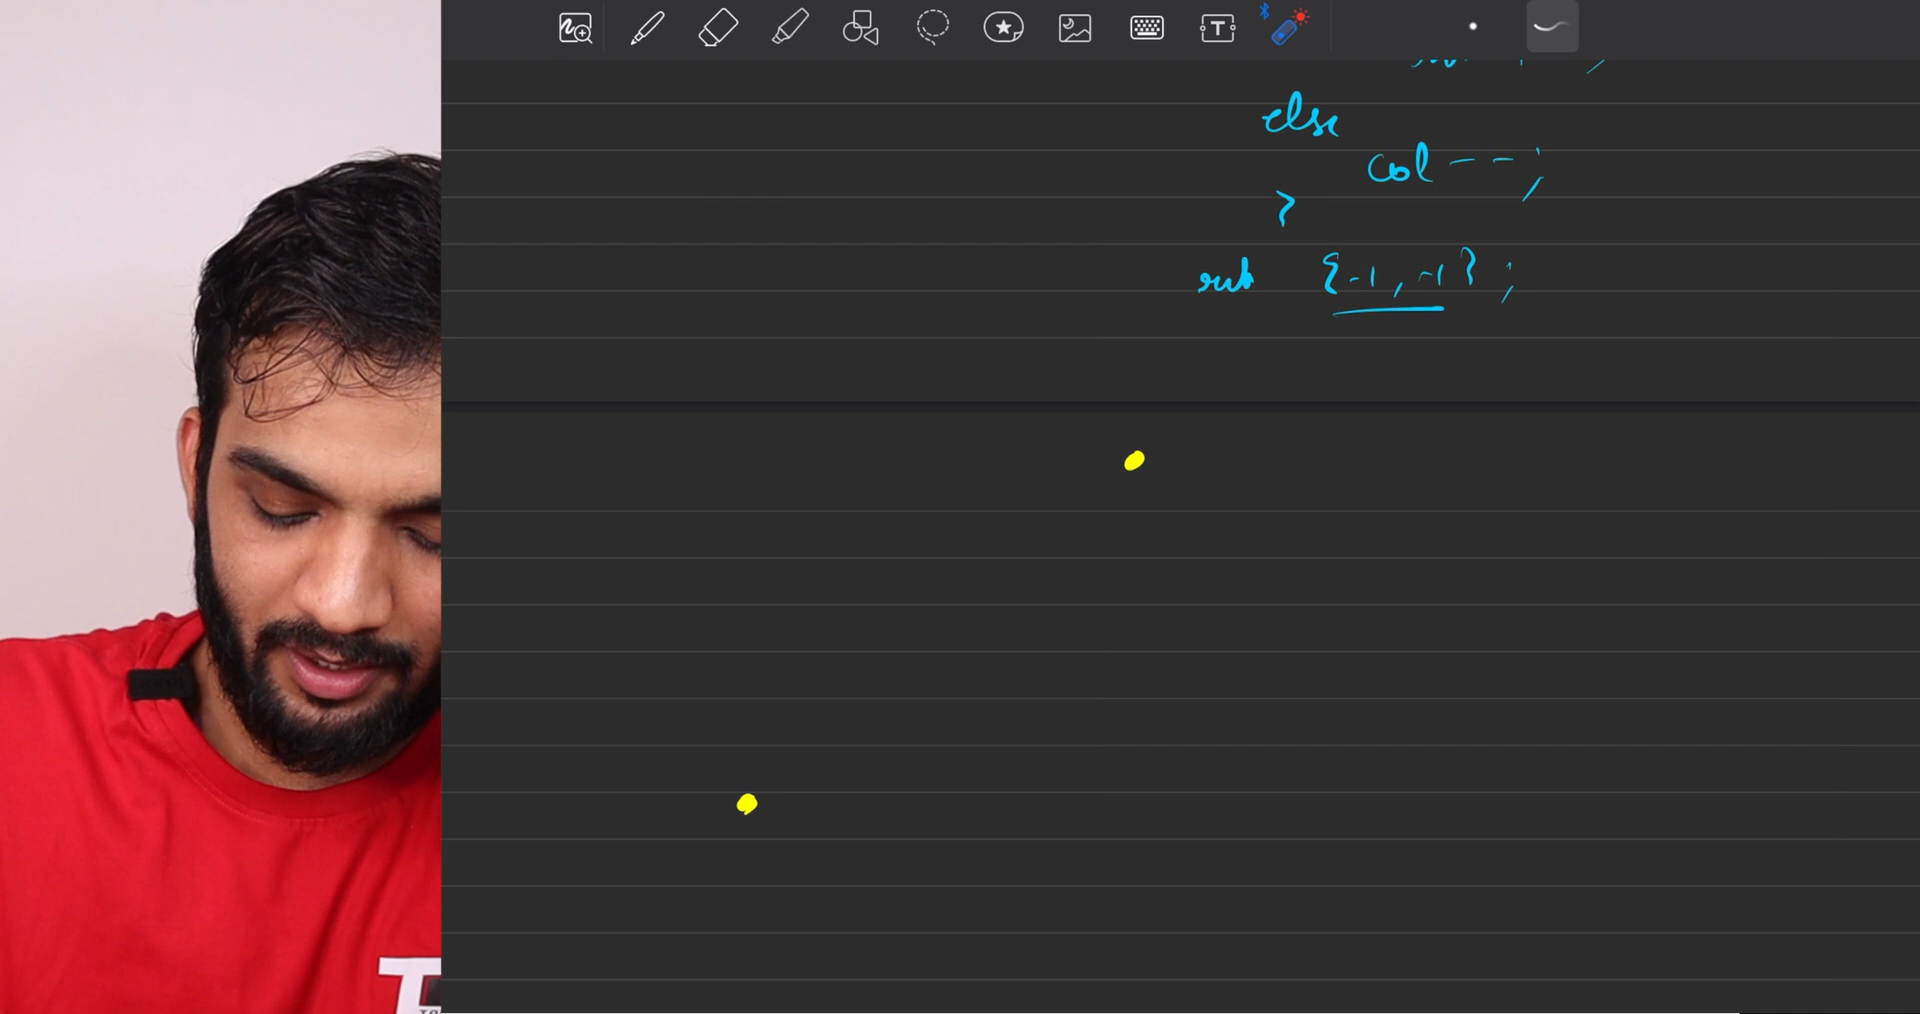 else
col --;
}
ret {-1, -1};
T